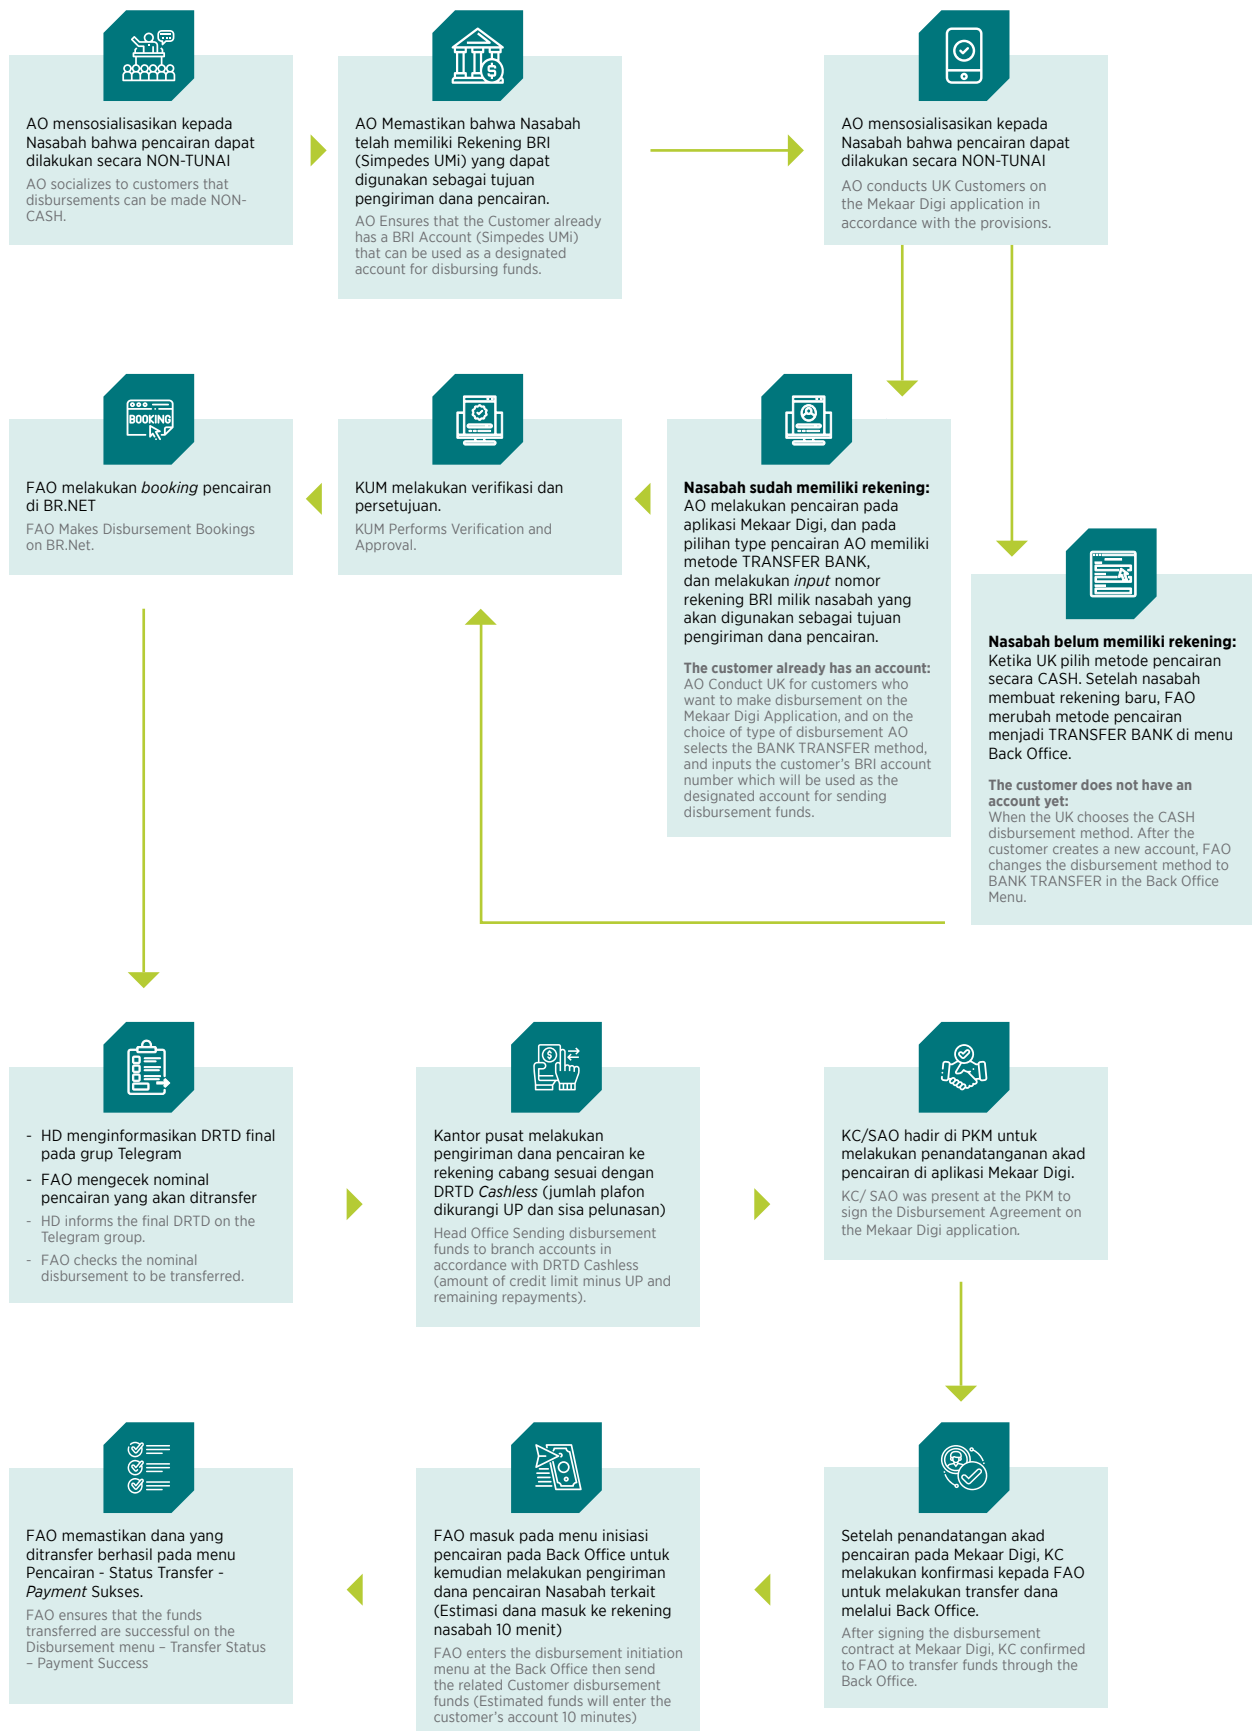 AO mensosialisasikan kepada
Nasabah bahwa pencairan dapat
dilakukan secara NON-TUNAI
AO socializes to customers that
disbursements can be made NON-
CASH.
AO Memastikan bahwa Nasabah
telah memiliki Rekening BRI
(Simpedes UMi) yang dapat
digunakan sebagai tujuan
pengiriman dana pencairan.
AO Ensures that the Customer already
has a BRI Account (Simpedes UMi)
that can be used as a designated
account for disbursing funds.
AO mensosialisasikan kepada
Nasabah bahwa pencairan dapat
dilakukan secara NON-TUNAI
AO conducts UK Customers on
the Mekaar Digi application in
accordance with the provisions.
BOOKING
FAO melakukan booking pencairan
di BR.NET
FAO Makes Disbursement Bookings
on BR.Net.
KUM melakukan verifikasi dan
persetujuan.
KUM Performs Verification and
Approval.
Nasabah sudah memiliki rekening:
AO melakukan pencairan pada
aplikasi Mekaar Digi, dan pada
pilihan type pencairan AO memiliki
metode TRANSFER BANK,
dan melakukan input nomor
rekening BRI milik nasabah yang
akan digunakan sebagai tujuan
pengiriman dana pencairan.
The customer already has an account:
AO Conduct UK for customers who
want to make disbursement on the
Mekaar Digi Application, and on the
choice of type of disbursement AO
selects the BANK TRANSFER method,
and inputs the customer's BRI account
number which will be used as the
designated account for sending
disbursement funds.
Nasabah belum memiliki rekening:
Ketika UK pilih metode pencairan
secara CASH. Setelah nasabah
membuat rekening baru, FAO
merubah metode pencairan
menjadi TRANSFER BANK di menu
Back Office.
The customer does not have an
account yet:
When the UK chooses the CASH
disbursement method. After the
customer creates a new account, FAO
changes the disbursement method to
BANK TRANSFER in the Back Office
Menu.
- HD menginformasikan DRTD final
pada grup Telegram
- FAO mengecek nominal
pencairan yang akan ditransfer
- HD informs the final DRTD on the
Telegram group.
- FAO checks the nominal
disbursement to be transferred.
Kantor pusat melakukan
pengiriman dana pencairan ke
rekening cabang sesuai dengan
DRTD Cashless (jumlah plafon
dikurangi UP dan sisa pelunasan)
Head Office Sending disbursement
funds to branch accounts in
accordance with DRTD Cashless
(amount of credit limit minus UP and
remaining repayments).
KC/SAO hadir di PKM untuk
melakukan penandatanganan akad
pencairan di aplikasi Mekaar Digi.
KC/ SAO was present at the PKM to
sign the Disbursement Agreement on
the Mekaar Digi application.
FAO memastikan dana yang
ditransfer berhasil pada menu
Pencairan - Status Transfer -
Payment Sukses.
FAO ensures that the funds
transferred are successful on the
Disbursement menu – Transfer Status
– Payment Success
FAO masuk pada menu inisiasi
pencairan pada Back Office untuk
kemudian melakukan pengiriman
dana pencairan Nasabah terkait
(Estimasi dana masuk ke rekening
nasabah 10 menit)
FAO enters the disbursement initiation
menu at the Back Office then send
the related Customer disbursement
funds (Estimated funds will enter the
customer's account 10 minutes)
Setelah penandatangan akad
pencairan pada Mekaar Digi, KC
melakukan konfirmasi kepada FAO
untuk melakukan transfer dana
melalui Back Office.
After signing the disbursement
contract at Mekaar Digi, KC confirmed
to FAO to transfer funds through the
Back Office.